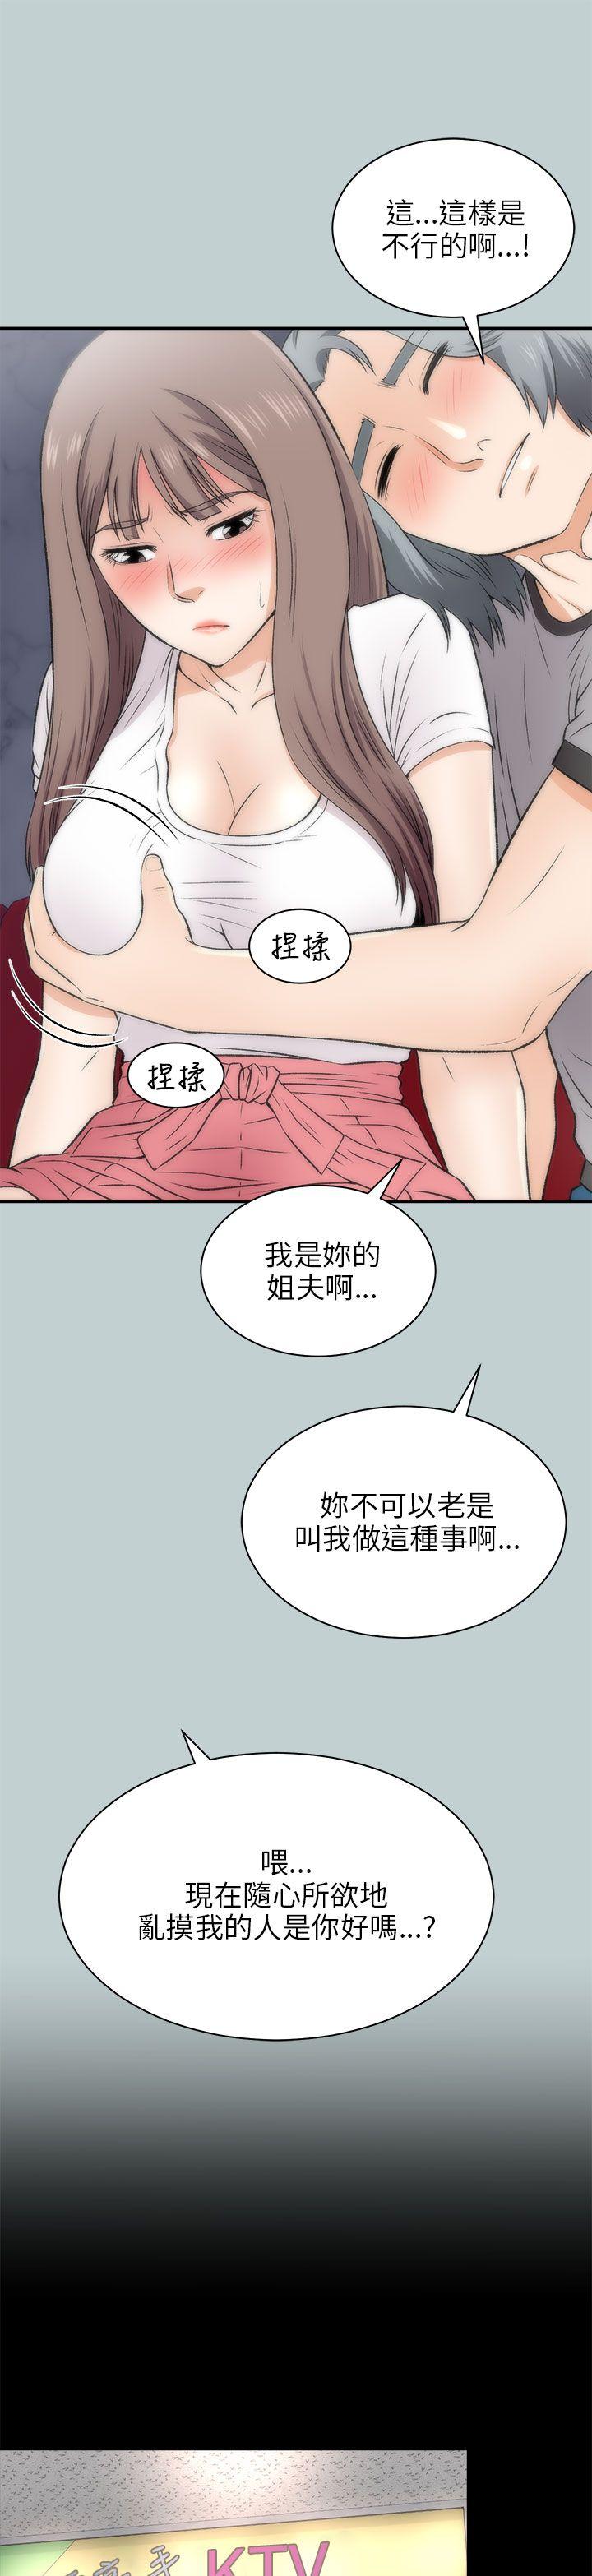 這...這樣是
不行的啊...!
捏揉
捏揉
我是妳的
姐夫啊...
妳不可以老是
叫我做這種事啊...
喂...
現在隨心所欲地
亂摸我的人是你好嗎...?
KTV